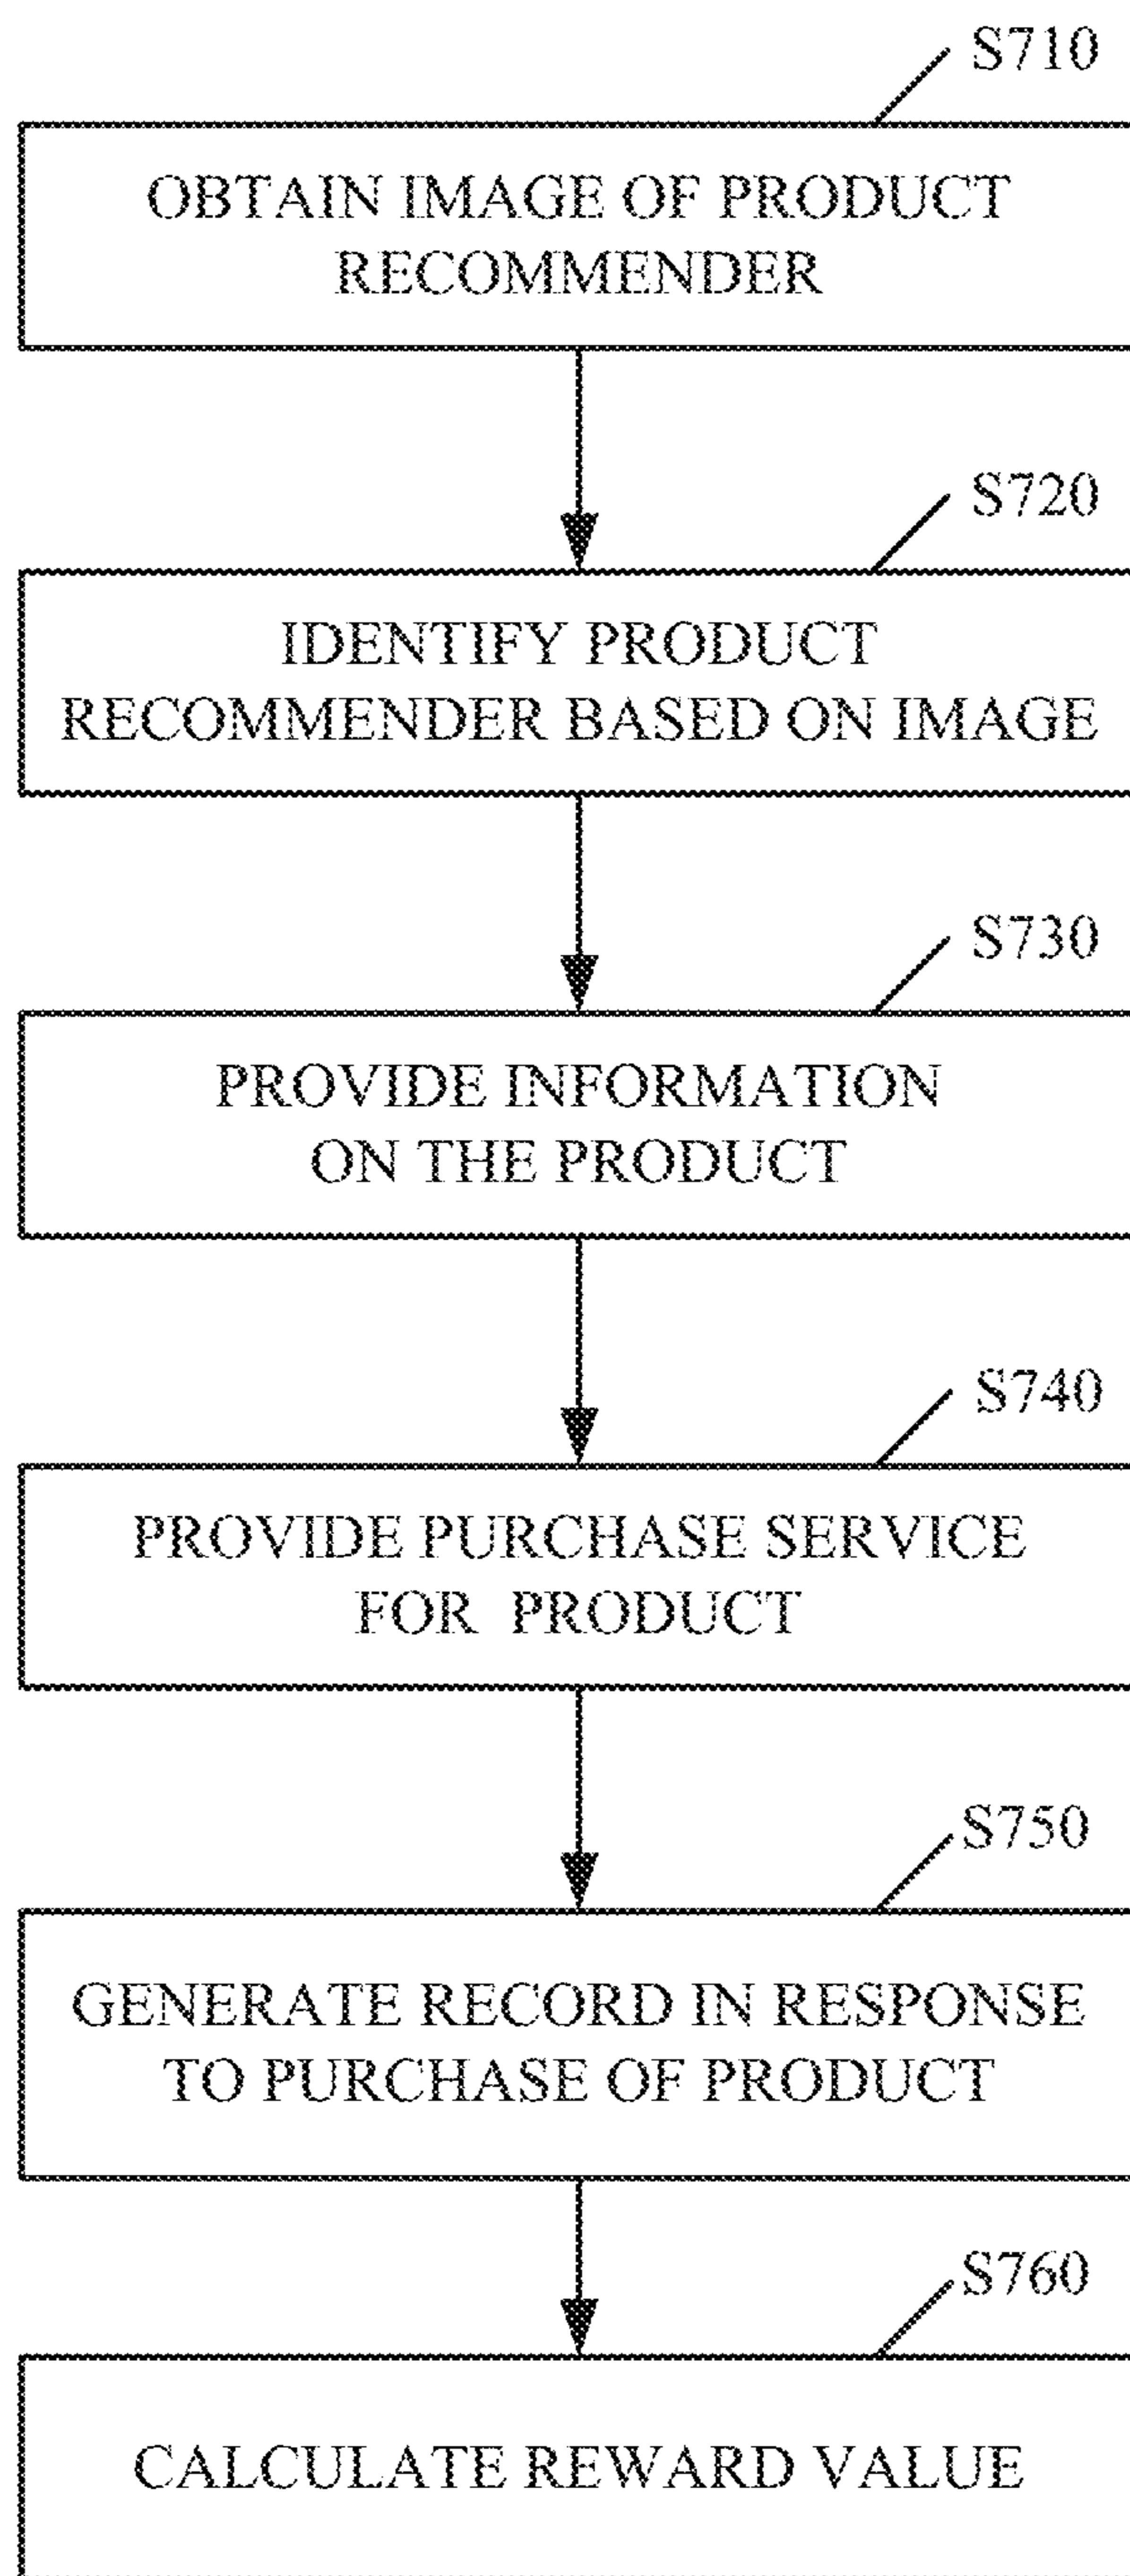 S710
OBTAIN IMAGE OF PRODUCT
RECOMMENDER
S720
IDENTIFY PRODUCT
RECOMMENDER BASED ON IMAGE
S730
PROVIDE INFORMATION
ON THE PRODUCT
S740
PROVIDE PURCHASE SERVICE
FOR PRODUCT
S750
GENERATE RECORD IN RESPONSE
TO PURCHASE OF PRODUCT
S760
CALCULATE REWARD VALUE